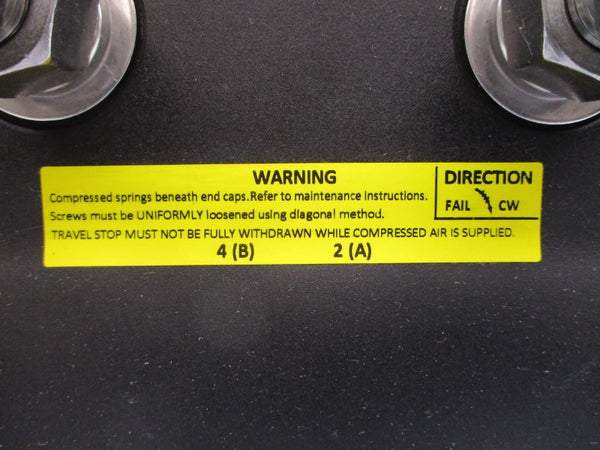 WARNING
Compressed springs beneath end caps.Refer to maintenance instructions.
Screws must be UNIFORMLY loosened using diagonal method.
TRAVEL STOP MUST NOT BE FULLY WITHDRAWN WHILE COMPRESSED AIR IS SUPPLIED.
4 (B) 2 (A)
DIRECTION
FAIL CW